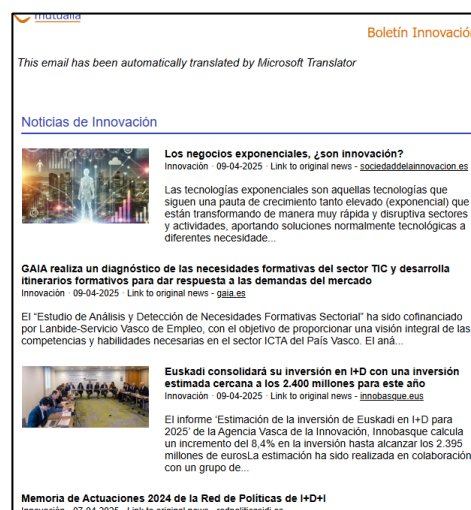 mutualia
Boletín Innovación
This email has been automatically translated by Microsoft Translator
Noticias de Innovación
Los negocios exponenciales, ¿son innovación?
Innovación · 09-04-2025 · Link to original news - sociedaddelainnovacion.es
Las tecnologías exponenciales son aquellas tecnologías que
siguen una pauta de crecimiento tanto elevado (exponencial) que
están transformando de manera muy rápida y disruptiva sectores
y actividades, aportando soluciones normalmente tecnológicas a
diferentes necesidade...
GAIA realiza un diagnóstico de las necesidades formativas del sector TIC y desarrolla
itinerarios formativos para dar respuesta a las demandas del mercado
Innovación · 09-04-2025 · Link to original news - gaia.es
El "Estudio de Análisis y Detección de Necesidades Formativas Sectorial" ha sido cofinanciado
por Lanbide-Servicio Vasco de Empleo, con el objetivo de proporcionar una visión integral de las
competencias y habilidades necesarias en el sector ICTA del País Vasco. El aná...
Euskadi consolidará su inversión en I+D con una inversión
estimada cercana a los 2.400 millones para este año
Innovación · 09-04-2025 · Link to original news - innobasque.eus
El informe 'Estimación de la inversión de Euskadi en I+D para
2025' de la Agencia Vasca de la Innovación, Innobasque calcula
un incremento del 8,4% en la inversión hasta alcanzar los 2.395
millones de eurosLa estimación ha sido realizada en colaboración
con un grupo de...
Memoria de Actuaciones 2024 de la Red de Políticas de I+D+I
Innovación · 07-04-2025 · Link to original news - redpoliticasidi.es